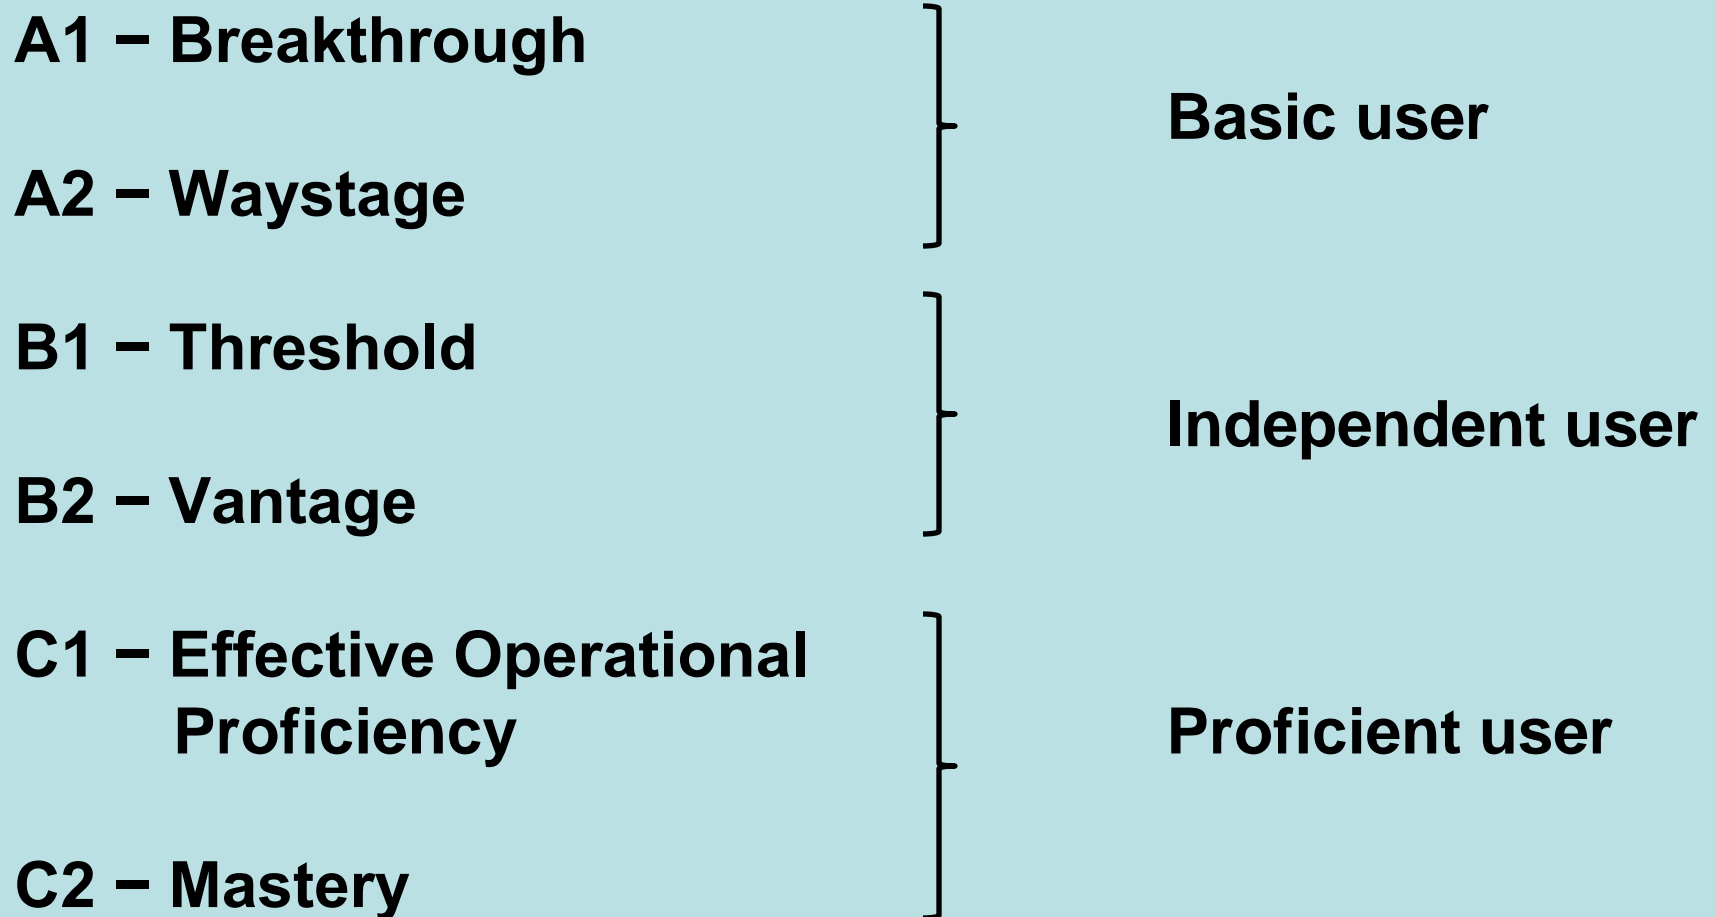 A1 – Breakthrough
Basic user
A2 – Waystage
B1 – Threshold
Independent user
B2 – Vantage
C1 – Effective Operational
Proficiency
Proficient user
C2 – Mastery